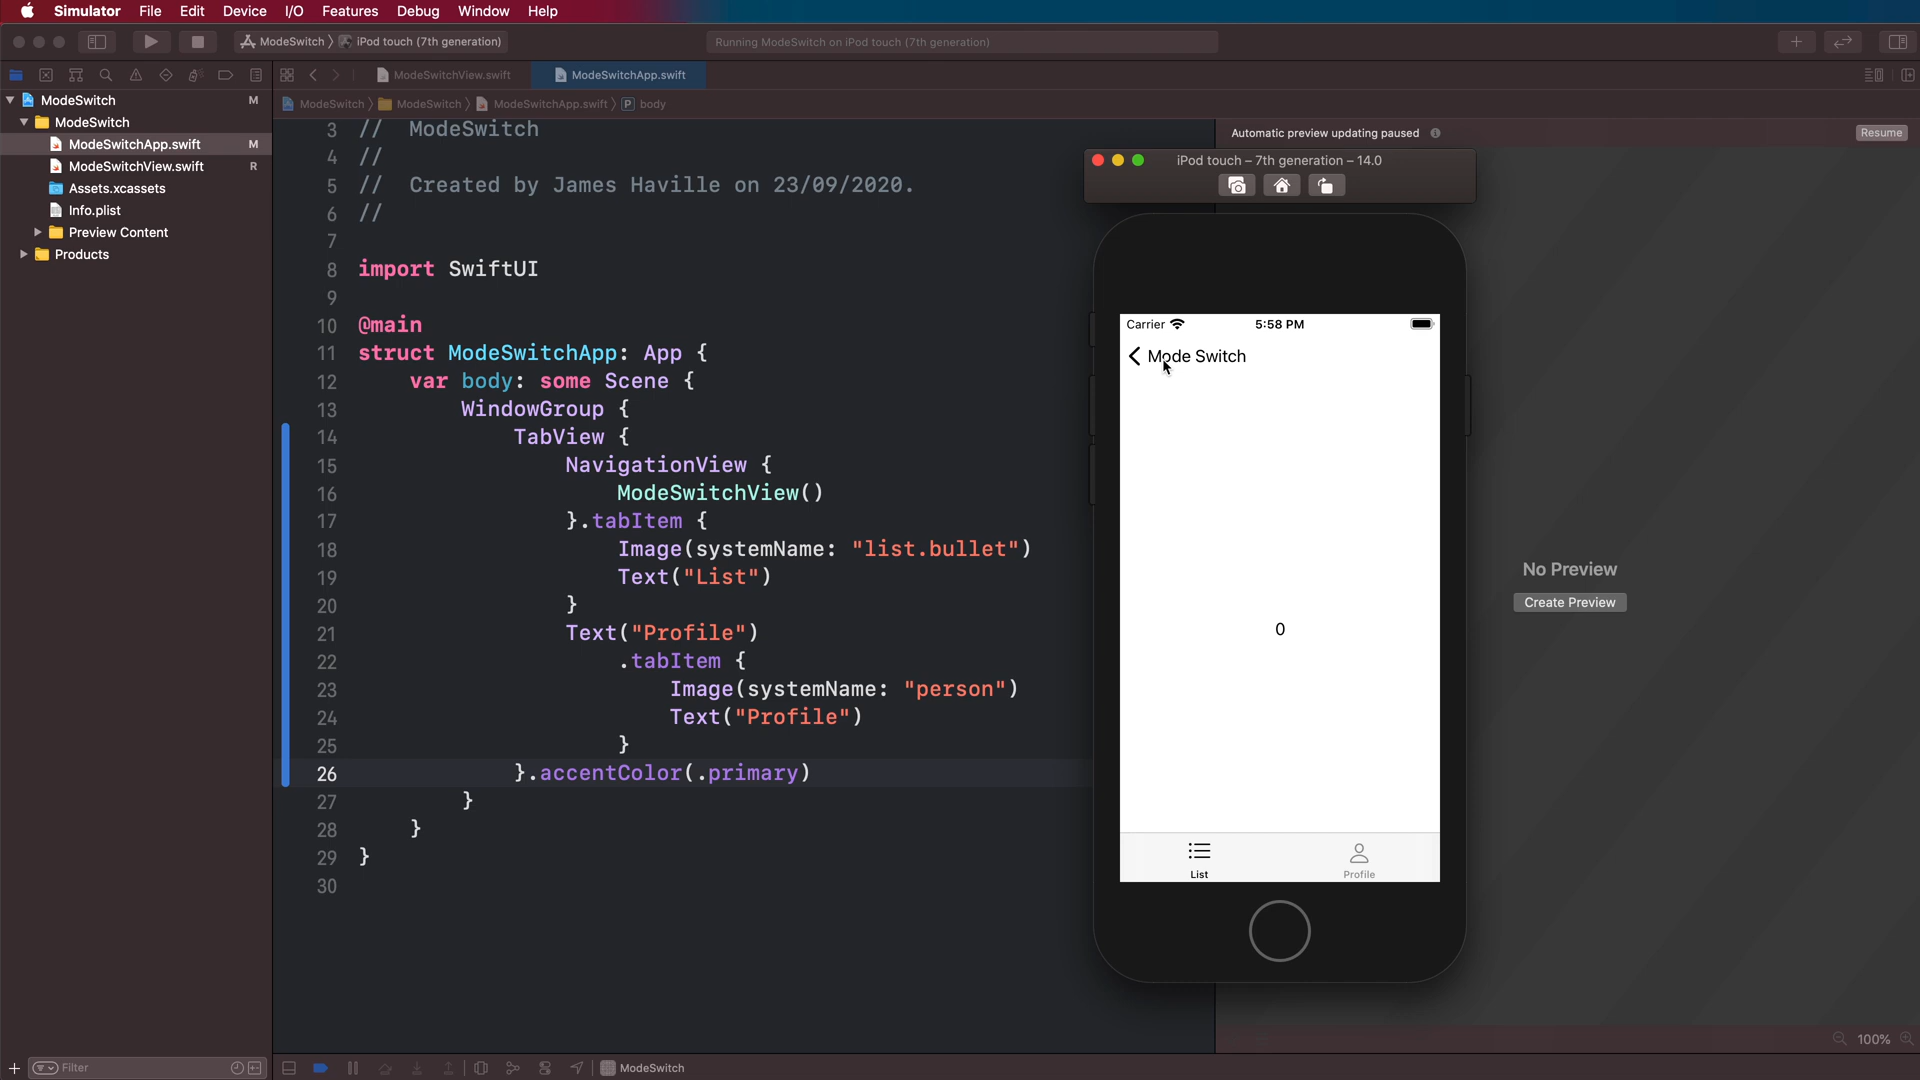 Simulator File Edit Device I/O Features Debug Window Help
ModeSwitch iPod touch (7th generation)
Running ModeSwitch on iPod touch (7th generation)
ModeSwitchView.swift ModeSwitchApp.swift
ModeSwitch M
ModeSwitch
ModeSwitchApp.swift M
ModeSwitchView.swift R
Assets.xcassets
Info.plist
Preview Content
Products
ModeSwitch ModeSwitch ModeSwitchApp.swift P body
3 //  ModeSwitch
4 //
5 //  Created by James Haville on 23/09/2020.
6 //
7
8 import SwiftUI
9
10 @main
11 struct ModeSwitchApp: App {
12     var body: some Scene {
13         WindowGroup {
14             TabView {
15                 NavigationView {
16                     ModeSwitchView()
17                 }.tabItem {
18                     Image(systemName: "list.bullet")
19                     Text("List")
20                 }
21                 Text("Profile")
22                     .tabItem {
23                         Image(systemName: "person")
24                         Text("Profile")
25                     }
26             }.accentColor(.primary)
27         }
28     }
29 }
30
Automatic preview updating paused Resume
iPod touch – 7th generation – 14.0
Carrier 5:58 PM
Mode Switch
0
List Profile
No Preview
Create Preview
100%
Filter
ModeSwitch